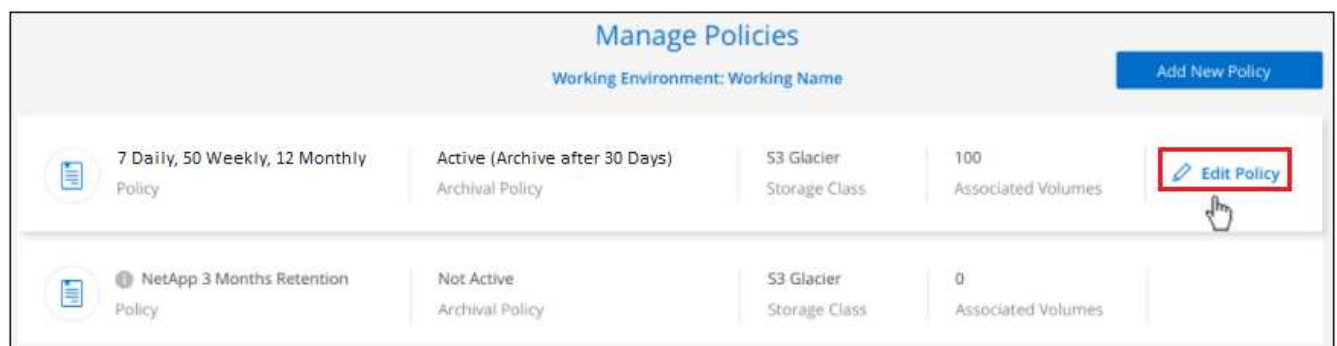 Manage Policies
Working Environment: Working Name
Add New Policy
7 Daily, 50 Weekly, 12 Monthly
Policy
Active (Archive after 30 Days)
Archival Policy
S3 Glacier
Storage Class
100
Associated Volumes
Edit Policy
NetApp 3 Months Retention
Policy
Not Active
Archival Policy
S3 Glacier
Storage Class
0
Associated Volumes